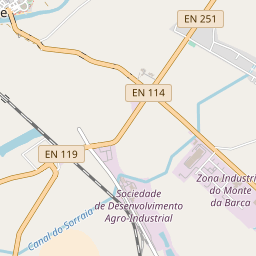 e
EN 251
EN 114
EN 119
Zona Industri
do Monte
da Barca
Sociedade
de Desenvolvimento
Agro-Industrial
Canal do Sorraia